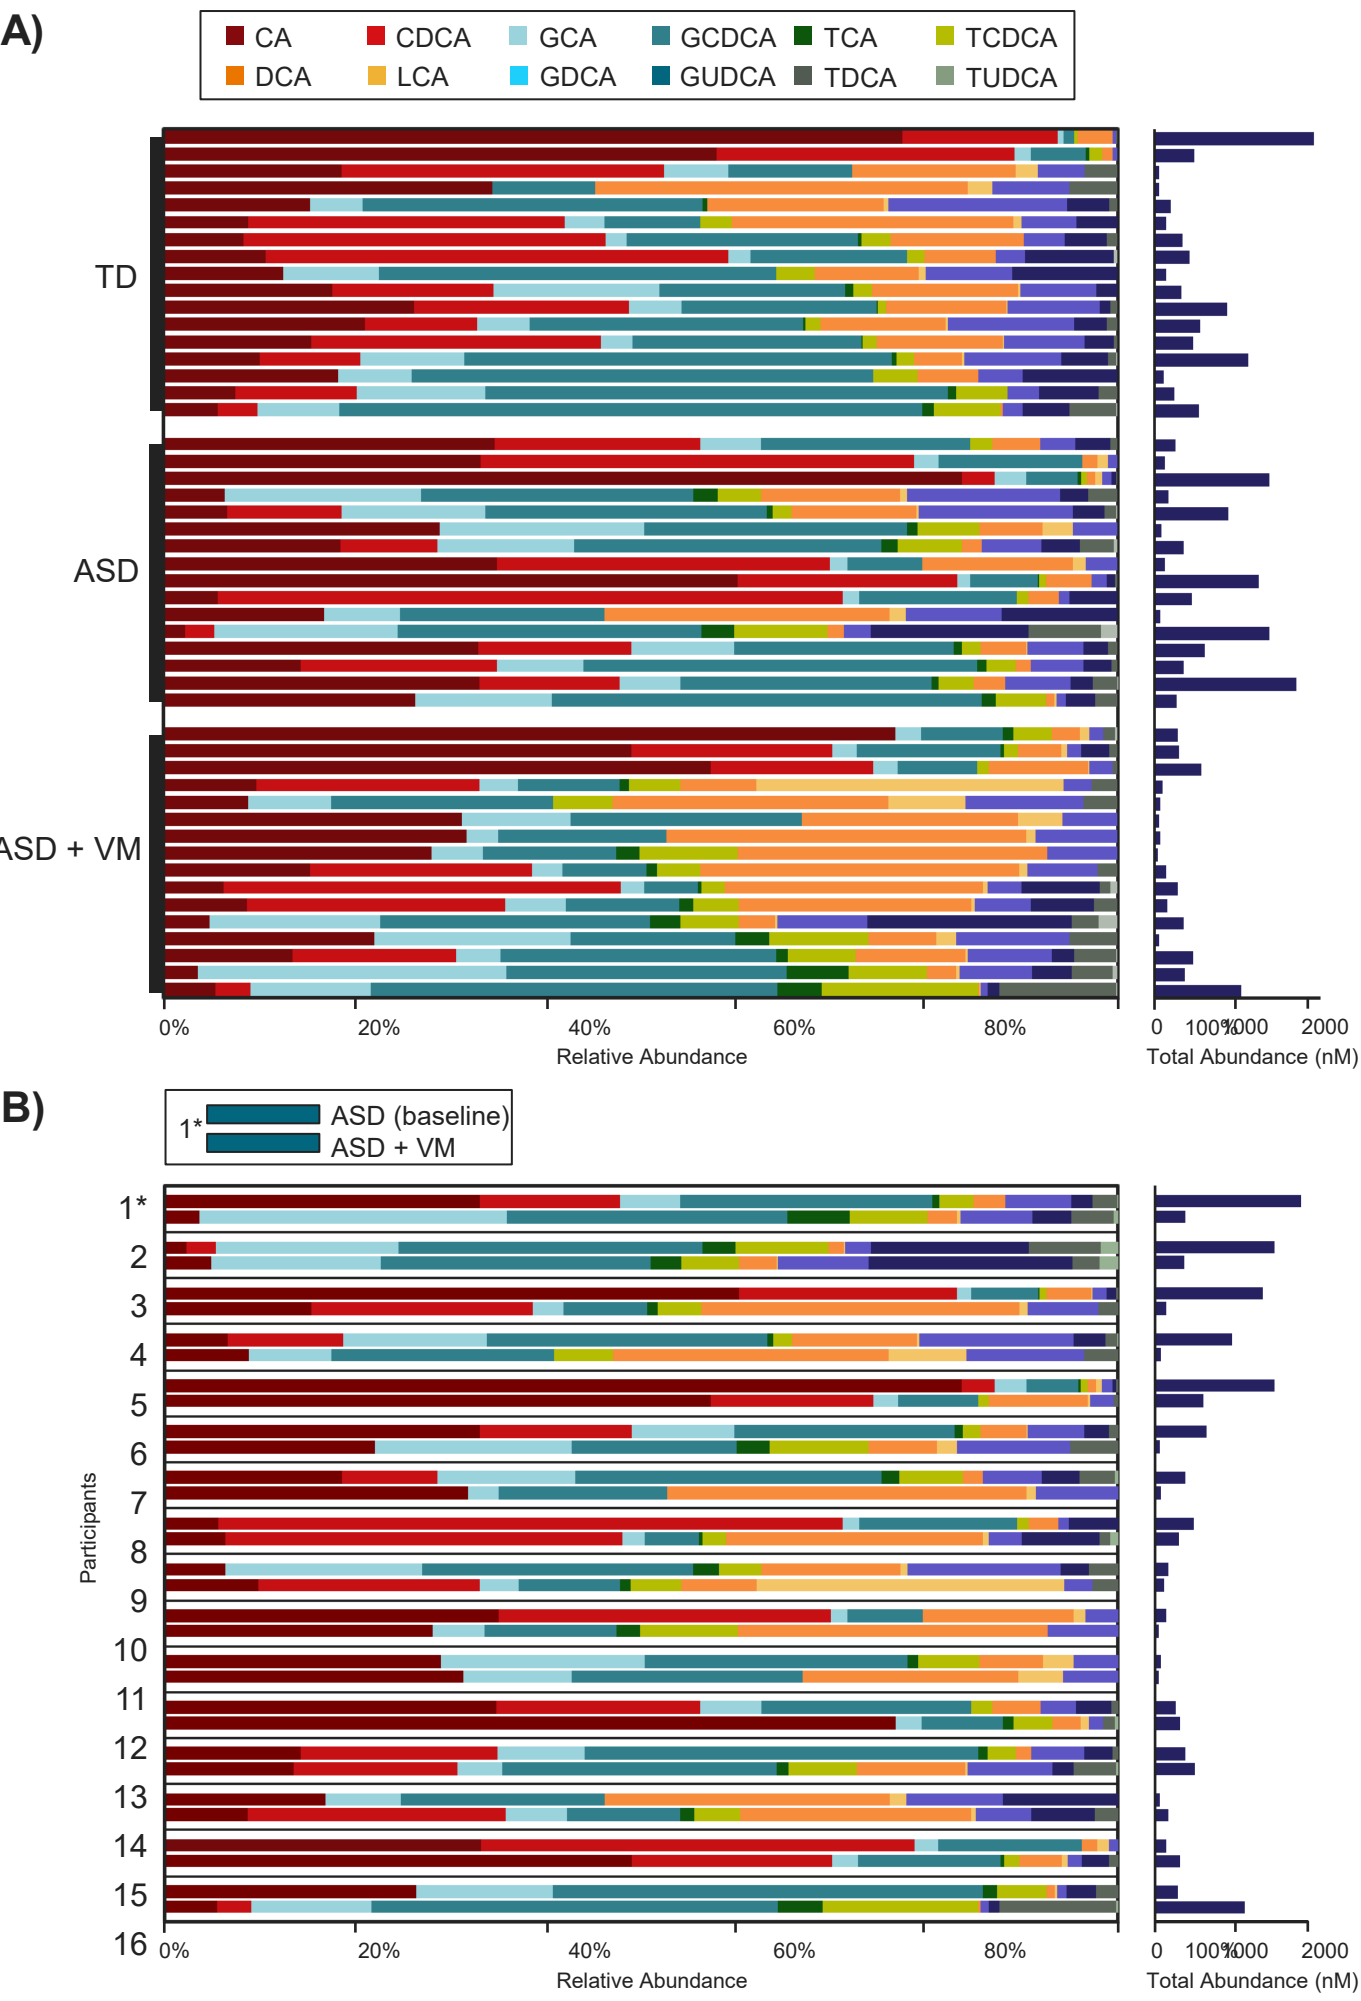 A)
CA CDCA GCA GCDCA TCA TCDCA
DCA LCA GDCA GUDCA TDCA TUDCA
TD
ASD
ASD + VM
0% 20% 40% 60% 80% 100%
Relative Abundance
0 1000 2000
Total Abundance (nM)
B)
1* ASD (baseline)
ASD + VM
Participants
1*
2
3
4
5
6
7
8
9
10
11
12
13
14
15
16
0% 20% 40% 60% 80% 100%
Relative Abundance
0 1000 2000
Total Abundance (nM)